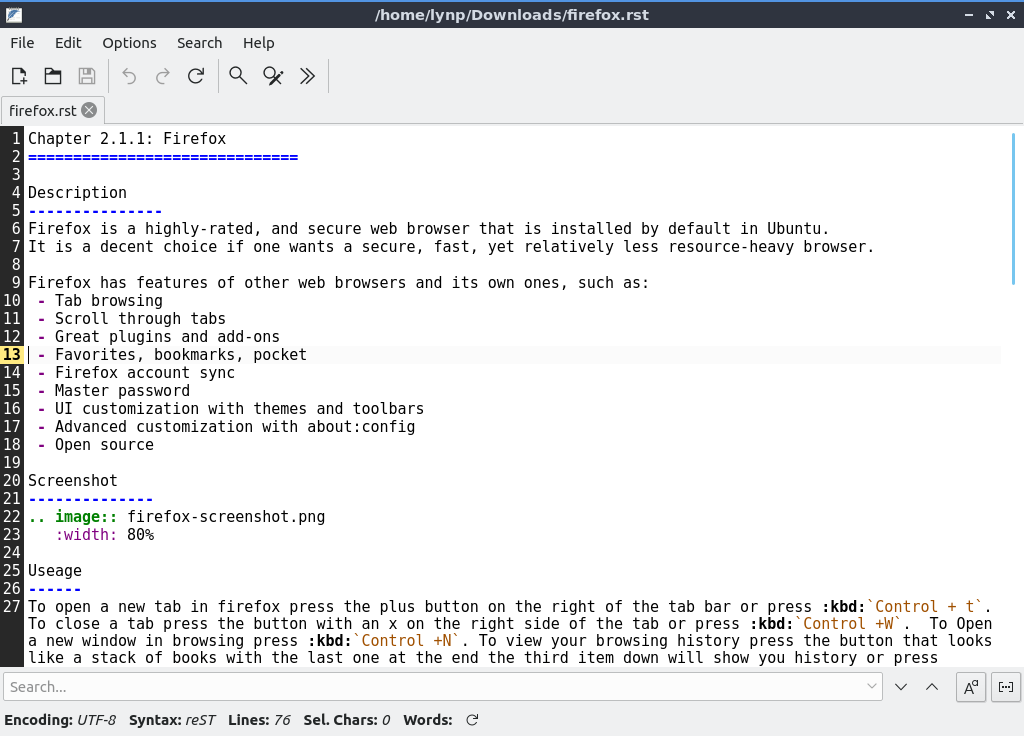 /home/lynp/Downloads/firefox.rst
File Edit Options Search Help
firefox.rst
1 Chapter 2.1.1: Firefox
2 ==============================
3
4 Description
5 ---------------
6 Firefox is a highly-rated, and secure web browser that is installed by default in Ubuntu.
7 It is a decent choice if one wants a secure, fast, yet relatively less resource-heavy browser.
8
9 Firefox has features of other web browsers and its own ones, such as:
10 - Tab browsing
11 - Scroll through tabs
12 - Great plugins and add-ons
13 - Favorites, bookmarks, pocket
14 - Firefox account sync
15 - Master password
16 - UI customization with themes and toolbars
17 - Advanced customization with about:config
18 - Open source
19
20 Screenshot
21 --------------
22 .. image:: firefox-screenshot.png
23    :width: 80%
24
25 Useage
26 ------
27 To open a new tab in firefox press the plus button on the right of the tab bar or press :kbd:`Control + t`.
To close a tab press the button with an x on the right side of the tab or press :kbd:`Control +W`.  To Open
a new window in browsing press :kbd:`Control +N`. To view your browsing history press the button that looks
like a stack of books with the last one at the end the third item down will show you history or press
Search...
Encoding: UTF-8 Syntax: reST Lines: 76 Sel. Chars: 0 Words: